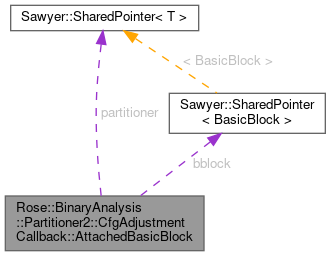 Sawyer::SharedPointer< T >
< BasicBlock >
partitioner
Sawyer::SharedPointer
< BasicBlock >
bblock
Rose::BinaryAnalysis
::Partitioner2::CfgAdjustment
Callback::AttachedBasicBlock